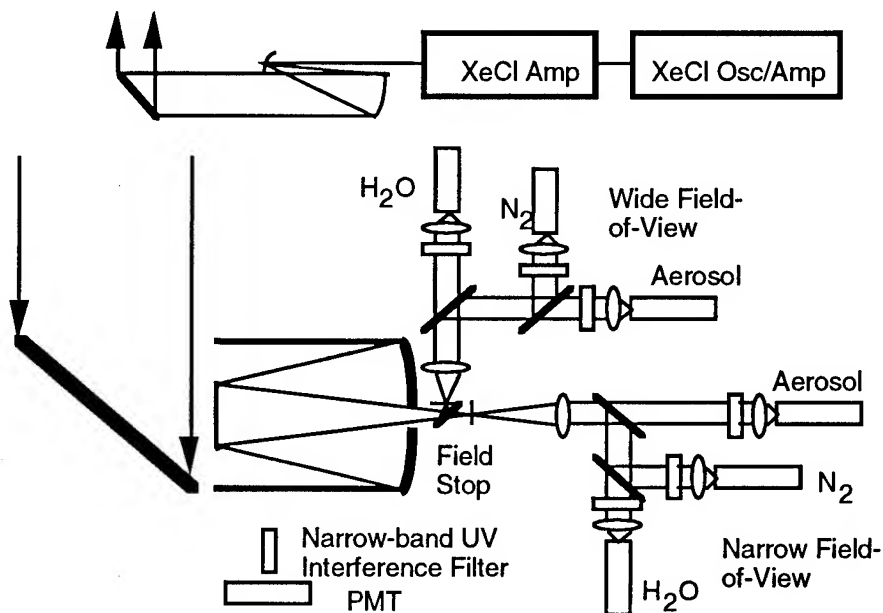 XeCl Amp
XeCl Osc/Amp
H2O
N2
Wide Field-
of-View
Aerosol
Aerosol
Field
Stop
N2
Narrow-band UV
Interference Filter
Narrow Field-
of-View
H2O
PMT